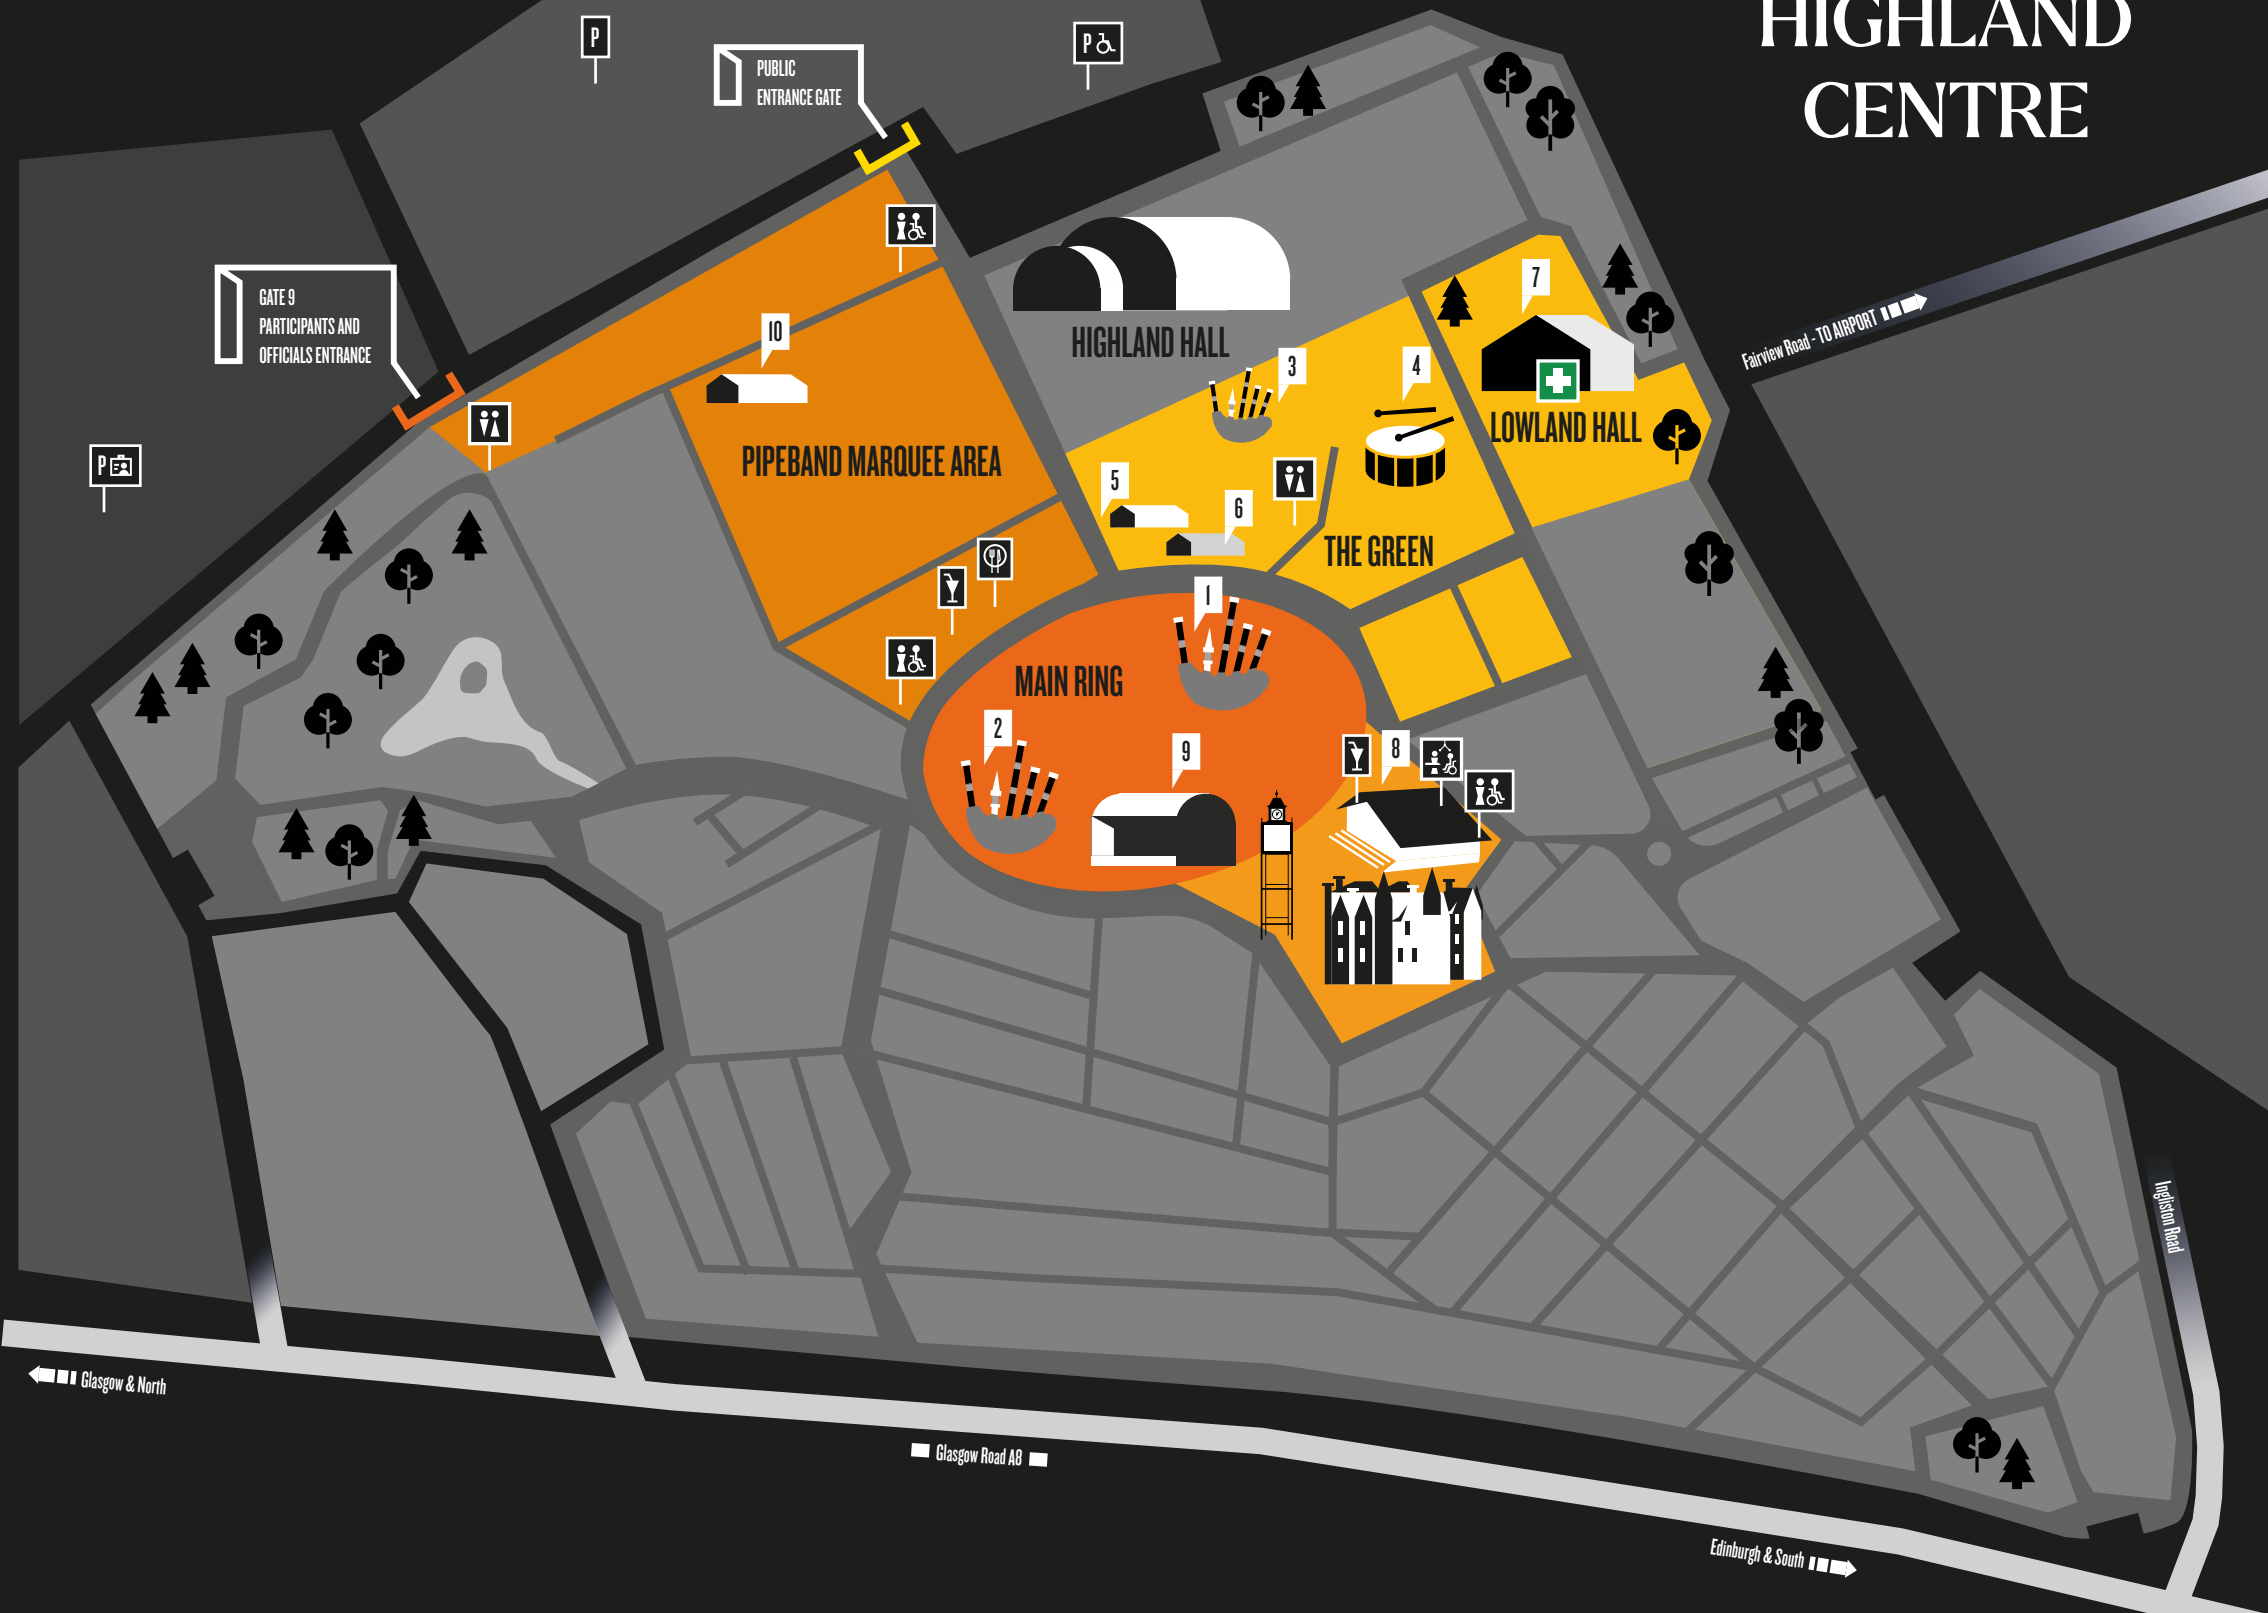 HIGHLAND
CENTRE
P
P
PUBLIC
ENTRANCE GATE
GATE 9
PARTICIPANTS AND
OFFICIALS ENTRANCE
P
10
PIPEBAND MARQUEE AREA
HIGHLAND HALL
3
4
7
LOWLAND HALL
5
6
THE GREEN
1
MAIN RING
2
9
8
Fairview Road - TO AIRPORT
Ingliston Road
Glasgow & North
Glasgow Road A8
Edinburgh & South